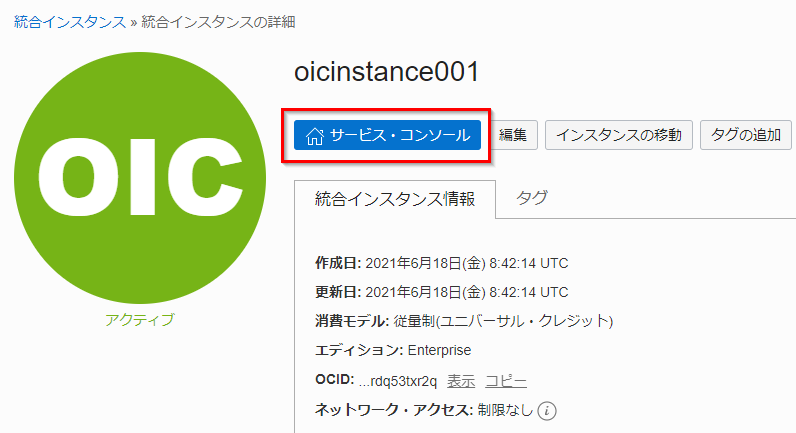 統合インスタンス » 統合インスタンスの詳細
OIC
アクティブ
oicinstance001
サービス・コンソール 編集 インスタンスの移動 タグの追加
統合インスタンス情報 タグ
作成日: 2021年6月18日(金) 8:42:14 UTC
更新日: 2021年6月18日(金) 8:42:14 UTC
消費モデル: 従量制(ユニバーサル・クレジット)
エディション: Enterprise
OCID: ...rdq53txr2q 表示 コピー
ネットワーク・アクセス: 制限なし i